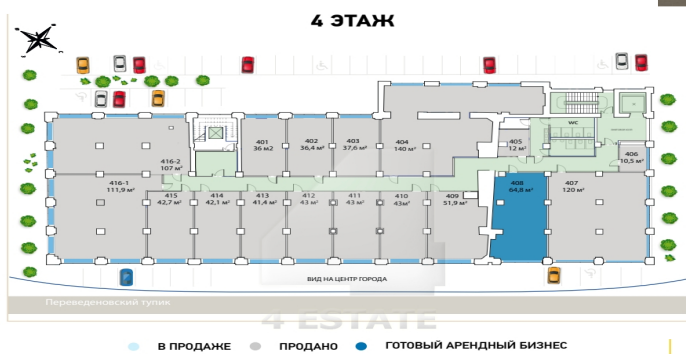 4 ЭТАЖ
WC
401
36 м2
402
36,4 м²
403
37,6 м²
404
140 м²
405
12 м²
406
10,5 м²
416-2
107 м²
416-1
111,9 м²
415
42,7 м²
414
42,1 м²
413
41,4 м²
412
43 м²
411
43 м²
410
43м²
409
51,9 м²
408
64,8 м²
407
120 м²
ВИД НА ЦЕНТР ГОРОДА
Переведеновский тупик
4 ESTATE
В ПРОДАЖЕ ПРОДАНО ГОТОВЫЙ АРЕНДНЫЙ БИЗНЕС